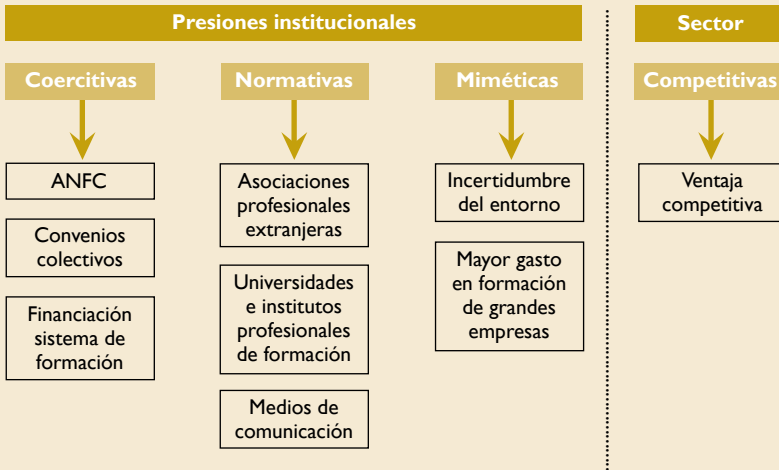 Presiones institucionales
Sector
Coercitivas
Normativas
Miméticas
Competitivas
ANFC
Convenios
colectivos
Financiación
sistema de
formación
Asociaciones
profesionales
extranjeras
Universidades
e institutos
profesionales
de formación
Medios de
comunicación
Incertidumbre
del entorno
Mayor gasto
en formación
de grandes
empresas
Ventaja
competitiva